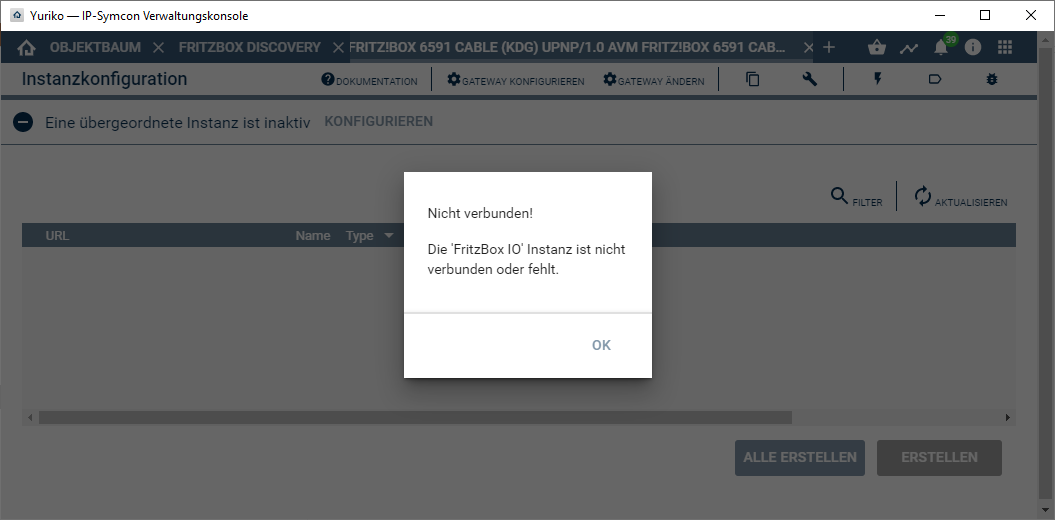 Yuriko — IP-Symcon Verwaltungskonsole
OBJEKTBAUM FRITZBOX DISCOVERY FRITZ!BOX 6591 CABLE (KDG) UPNP/1.0 AVM FRITZ!BOX 6591 CAB... 39
Instanzkonfiguration DOKUMENTATION GATEWAY KONFIGURIEREN GATEWAY ÄNDERN
Eine übergeordnete Instanz ist inaktiv KONFIGURIEREN
FILTER AKTUALISIEREN
URL Name Type
Nicht verbunden!
Die 'FritzBox IO' Instanz ist nicht
verbunden oder fehlt.
OK
ALLE ERSTELLEN ERSTELLEN